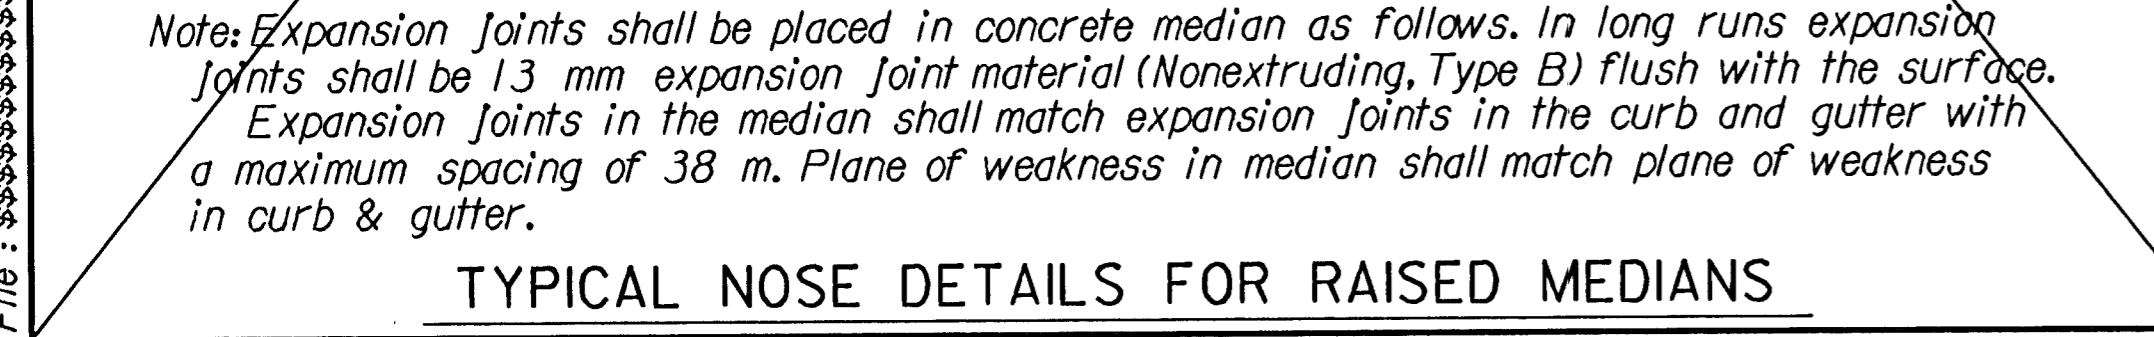 Note: Expansion joints shall be placed in concrete median as follows. In long runs expansion
joints shall be 13 mm expansion joint material (Nonextruding, Type B) flush with the surface.
Expansion joints in the median shall match expansion joints in the curb and gutter with
a maximum spacing of 38 m. Plane of weakness in median shall match plane of weakness
in curb & gutter.
TYPICAL NOSE DETAILS FOR RAISED MEDIANS
File: